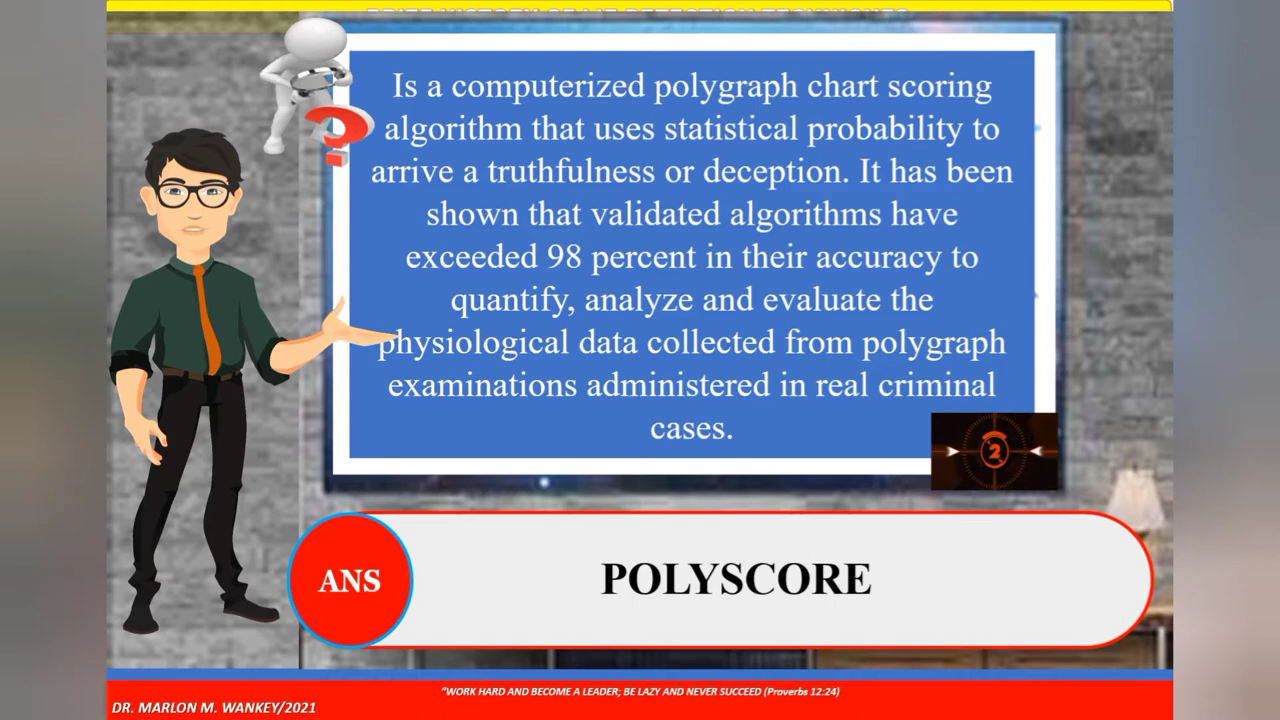 Is a computerized polygraph chart scoring
algorithm that uses statistical probability to
arrive a truthfulness or deception. It has been
shown that validated algorithms have
exceeded 98 percent in their accuracy to
quantify, analyze and evaluate the
physiological data collected from polygraph
examinations administered in real criminal
cases.
?
2
ANS
POLYSCORE
"WORK HARD AND BECOME A LEADER; BE LAZY AND NEVER SUCCEED (Proverbs 12:24)
DR. MARLON M. WANKEY/2021